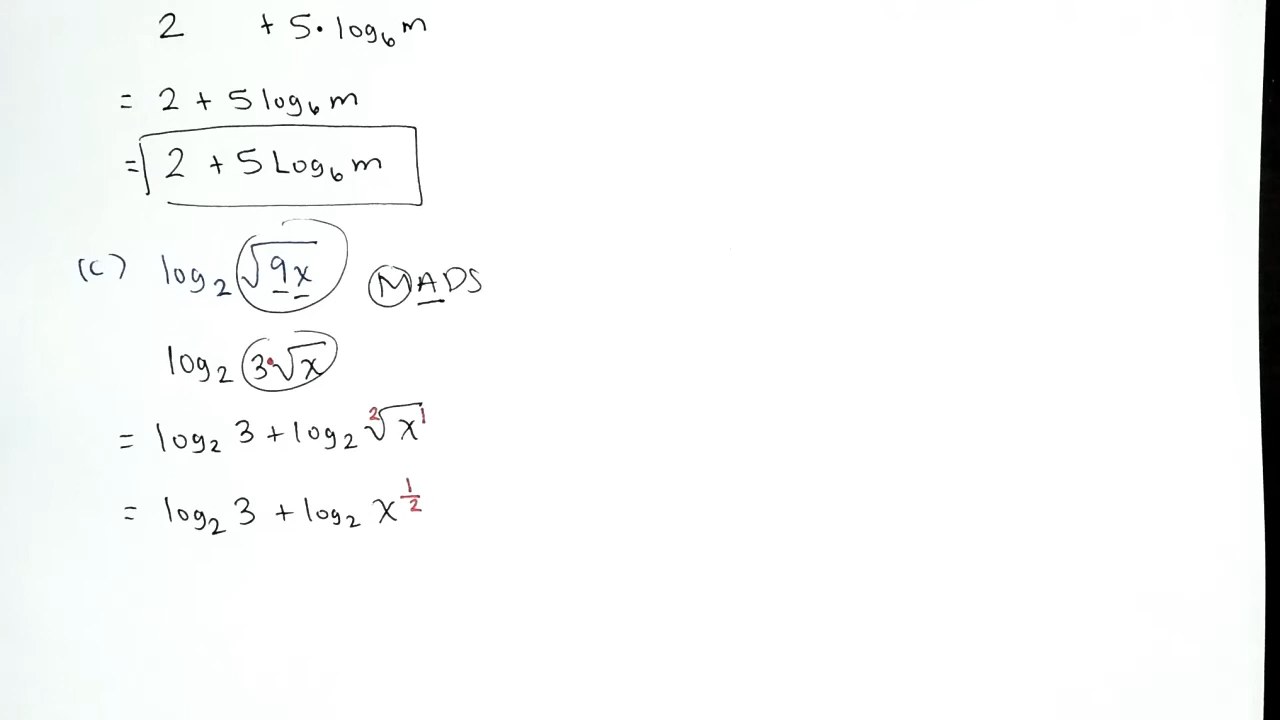 2 + 5 · log₆ m
= 2 + 5 log₆ m
= 2 + 5 Log₆ m
(c) log₂ √(9x) MADS
log₂ 3·√x
= log₂ 3 + log₂ ²√x¹
= log₂ 3 + log₂ x^(1/2)